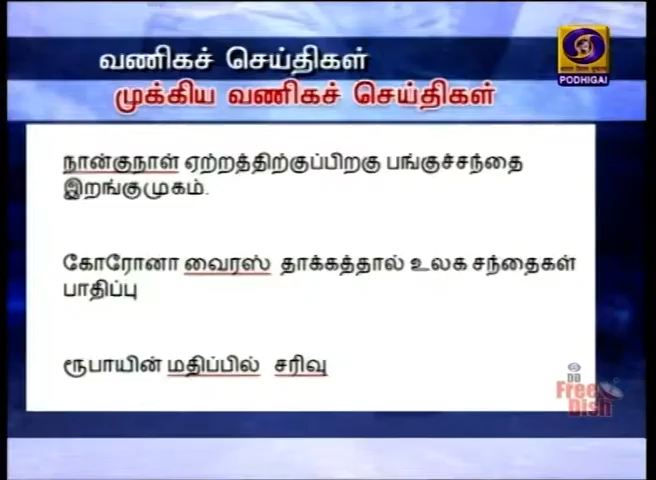 வணிகச் செய்திகள்
முக்கிய வணிகச் செய்திகள்
PODHIGAI
நான்குநாள் ஏற்றத்திற்குப்பிறகு பங்குச்சந்தை
இறங்குமுகம்.
கோரோனா வைரஸ் தாக்கத்தால் உலக சந்தைகள்
பாதிப்பு
ரூபாயின் மதிப்பில் சரிவு
DD
Free
Dish